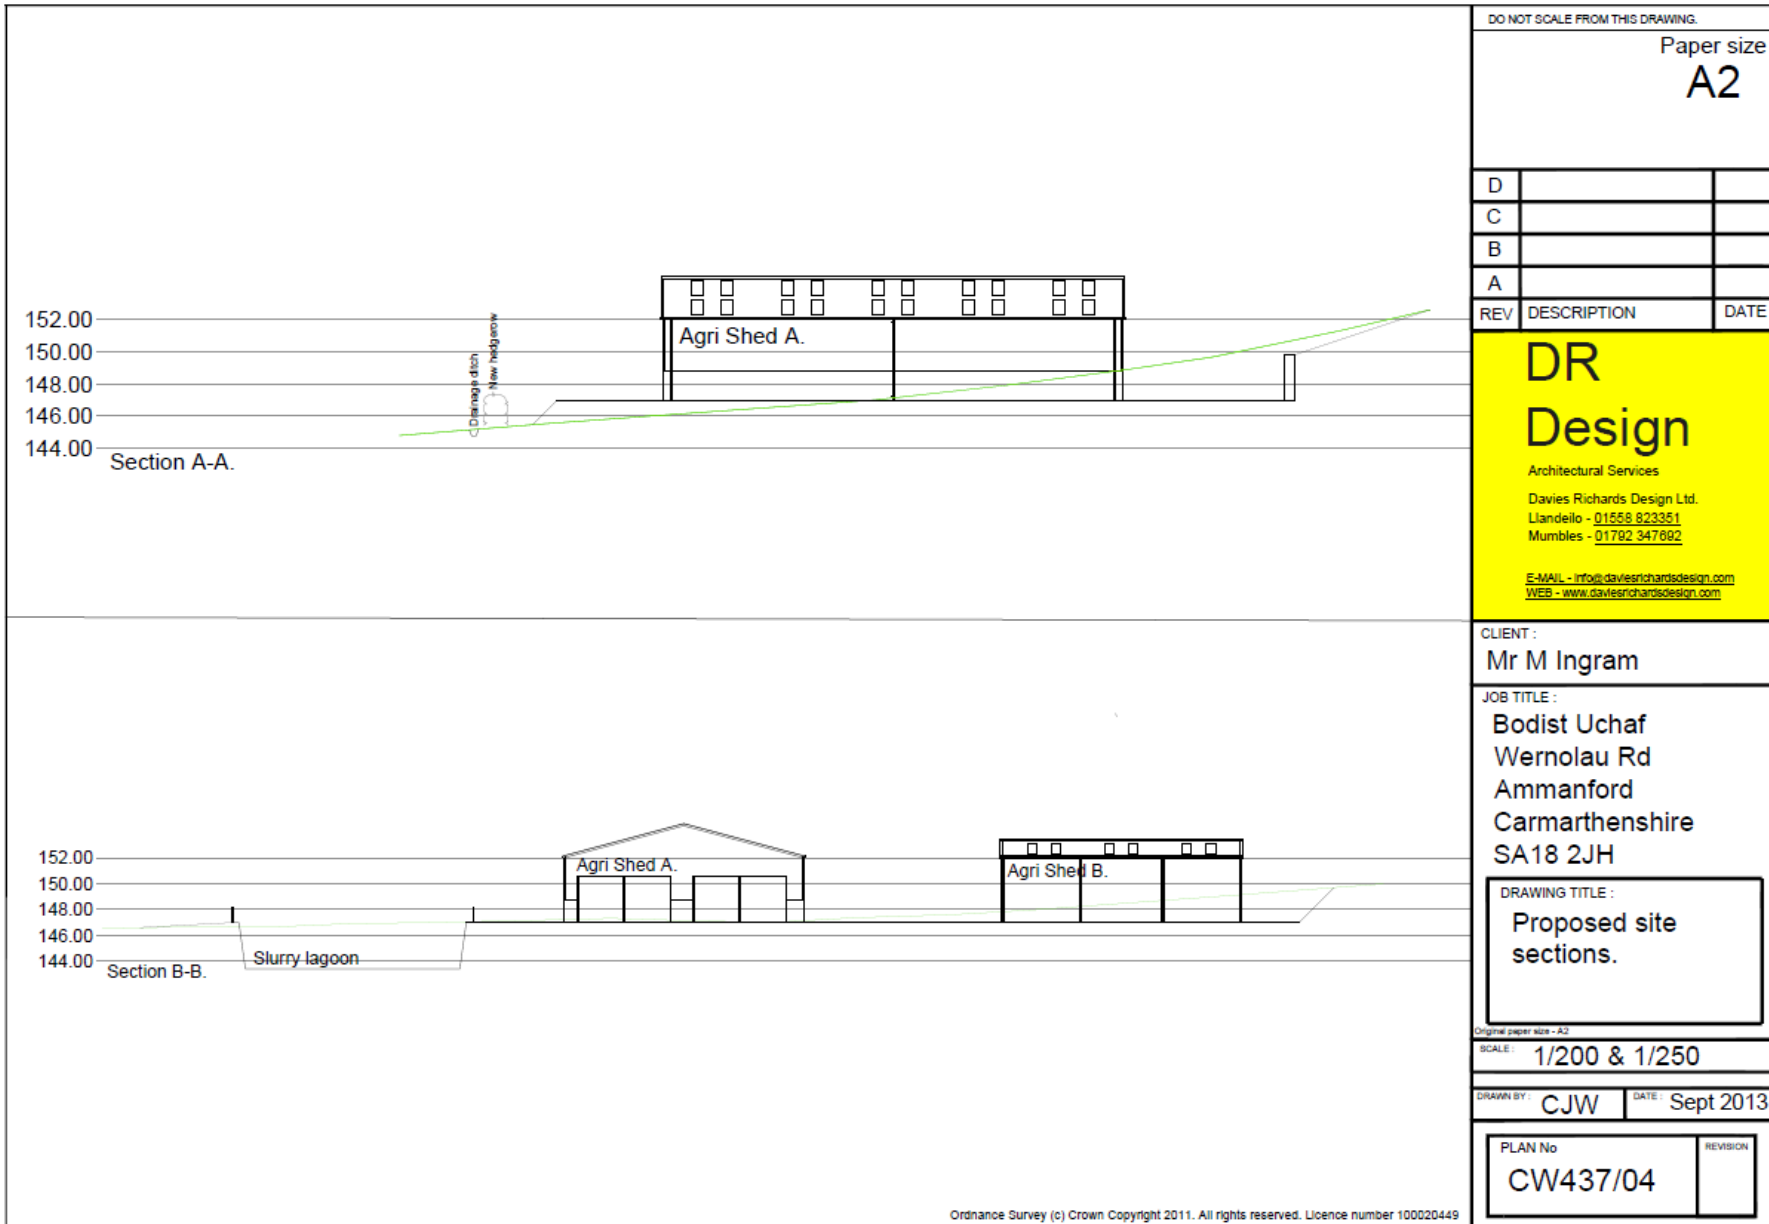 DO NOT SCALE FROM THIS DRAWING.
Paper size
A2
D
C
B
A
REV DESCRIPTION DATE
DR
Design
Architectural Services
Davies Richards Design Ltd.
Llandeilo - 01558 823351
Mumbles - 01792 347692
E-MAIL - info@daviesrichardsdesign.com
WEB - www.daviesrichardsdesign.com
CLIENT :
Mr M Ingram
JOB TITLE :
Bodist Uchaf
Wernolau Rd
Ammanford
Carmarthenshire
SA18 2JH
DRAWING TITLE :
Proposed site
sections.
Original paper size - A2
SCALE : 1/200 & 1/250
DRAWN BY : CJW DATE : Sept 2013
PLAN No REVISION
CW437/04
152.00
150.00
148.00
146.00
144.00
Section A-A.
Drainage ditch
New hedgerow
Agri Shed A.
152.00
150.00
148.00
146.00
144.00
Section B-B.
Slurry lagoon
Agri Shed A.
Agri Shed B.
Ordnance Survey (c) Crown Copyright 2011. All rights reserved. Licence number 100020449